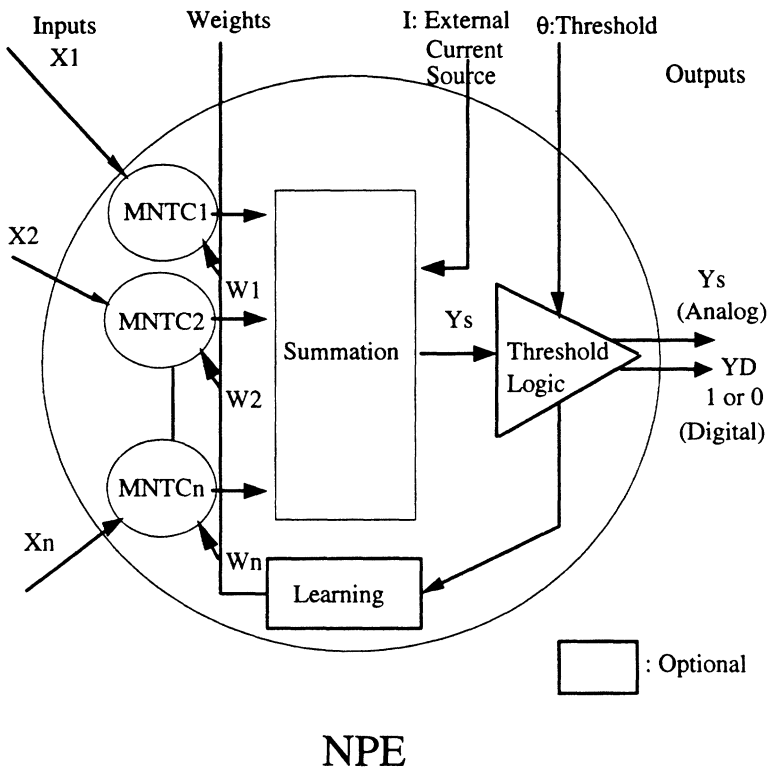 Inputs
X1
Weights
I: External
Current
Source
θ:Threshold
Outputs
MNTC1
X2
W1
MNTC2
Summation
Ys
Threshold
Logic
Ys
(Analog)
YD
1 or 0
(Digital)
W2
MNTCn
Xn
Wn
Learning
: Optional
NPE